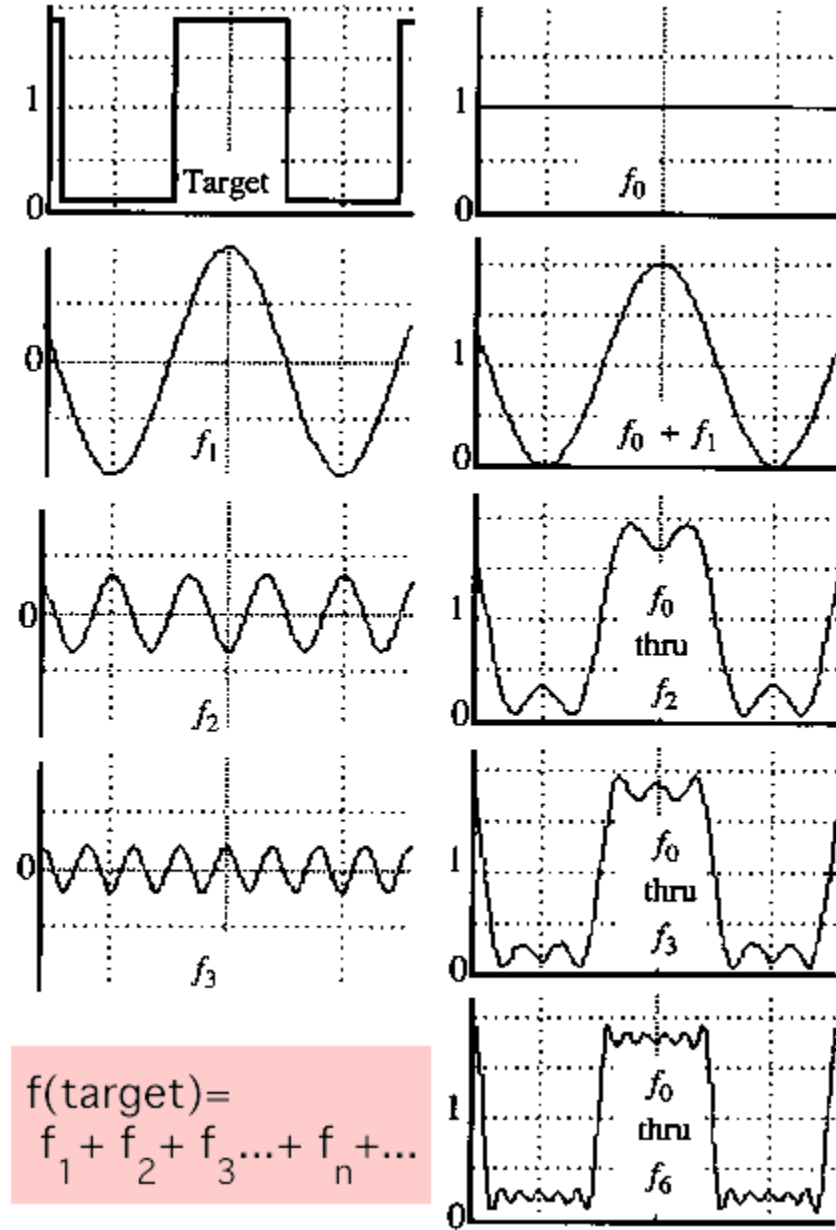 1
0
Target
1
0
f0
0
f1
1
0
f0 + f1
0
f2
1
0
f0
thru
f2
0
f3
1
0
f0
thru
f3
f(target)=
f1 + f2 + f3...+ fn+...
1
0
f0
thru
f6